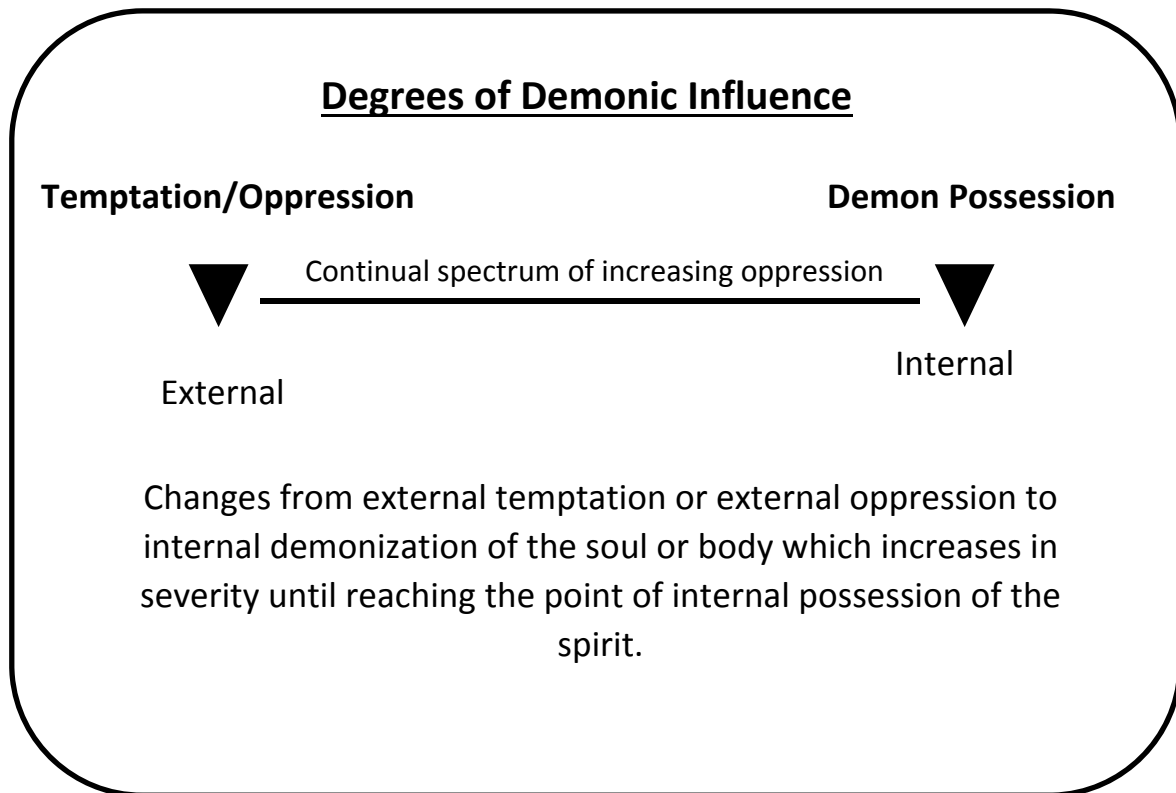 Degrees of Demonic Influence
Temptation/Oppression
Demon Possession
Continual spectrum of increasing oppression
External
Internal
Changes from external temptation or external oppression to
internal demonization of the soul or body which increases in
severity until reaching the point of internal possession of the
spirit.